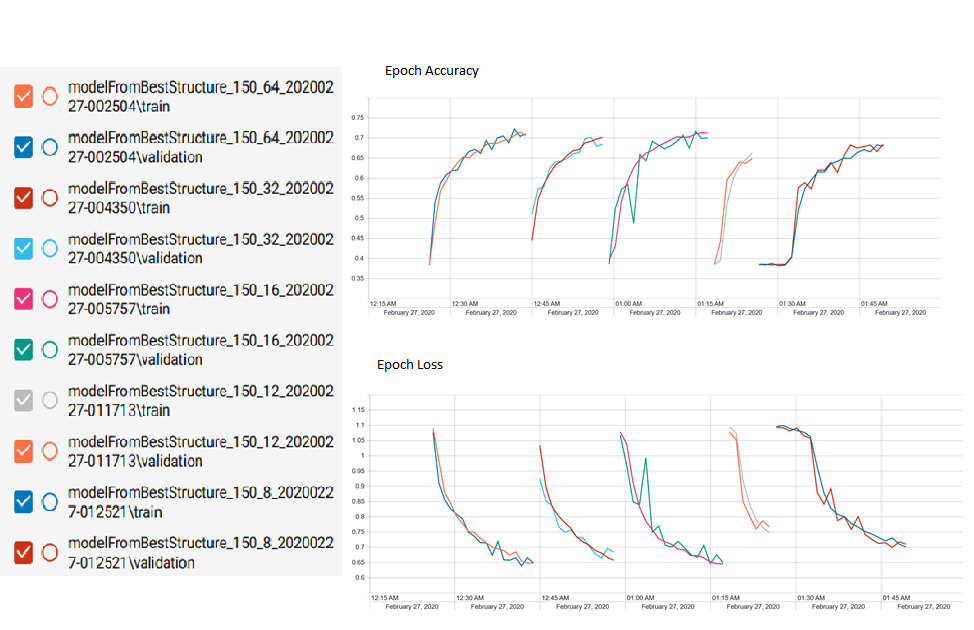 modelFromBestStructure_150_64_202002
27-002504\train
modelFromBestStructure_150_64_202002
27-002504\validation
modelFromBestStructure_150_32_202002
27-004350\train
modelFromBestStructure_150_32_202002
27-004350\validation
modelFromBestStructure_150_16_202002
27-005757\train
modelFromBestStructure_150_16_202002
27-005757\validation
modelFromBestStructure_150_12_202002
27-011713\train
modelFromBestStructure_150_12_202002
27-011713\validation
modelFromBestStructure_150_8_2020022
7-012521\train
modelFromBestStructure_150_8_2020022
7-012521\validation
Epoch Accuracy
0.75
0.7
0.65
0.6
0.55
0.5
0.45
0.4
0.35
12:15 AM 12:30 AM 12:45 AM 01:00 AM 01:15 AM 01:30 AM 01:45 AM
February 27, 2020 February 27, 2020 February 27, 2020 February 27, 2020 February 27, 2020 February 27, 2020 February 27, 2020
Epoch Loss
1.15
1.1
1.05
1
0.95
0.9
0.85
0.8
0.75
0.7
0.65
0.6
12:15 AM 12:30 AM 12:45 AM 01:00 AM 01:15 AM 01:30 AM 01:45 AM
February 27, 2020 February 27, 2020 February 27, 2020 February 27, 2020 February 27, 2020 February 27, 2020 February 27, 2020